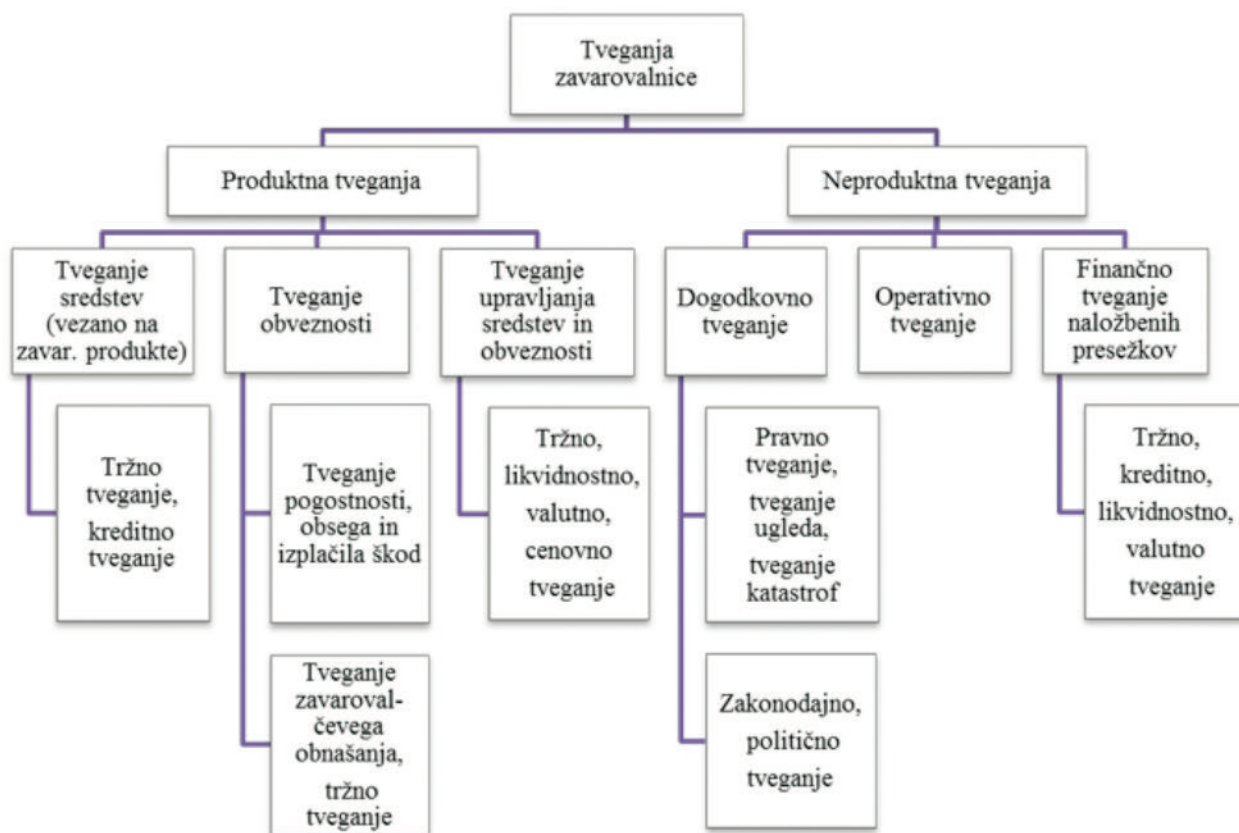 Tveganja
zavarovalnice
Produktna tveganja
Neproduktna tveganja
Tveganje
sredstev
(vezano na
zavar. produkte)
Tveganje
obveznosti
Tveganje
upravljanja
sredstev in
obveznosti
Dogodkovno
tveganje
Operativno
tveganje
Finančno
tveganje
naložbenih
presežkov
Tržno
tveganje,
kreditno
tveganje
Tveganje
pogostnosti,
obsega in
izplačila škod
Tržno,
likvidnostno,
valutno,
cenovno
tveganje
Pravno
tveganje,
tveganje
ugleda,
tveganje
katastrof
Tržno,
kreditno,
likvidnostno,
valutno
tveganje
Tveganje
zavaroval-
čevega
obnašanja,
tržno
tveganje
Zakonodajno,
politično
tveganje